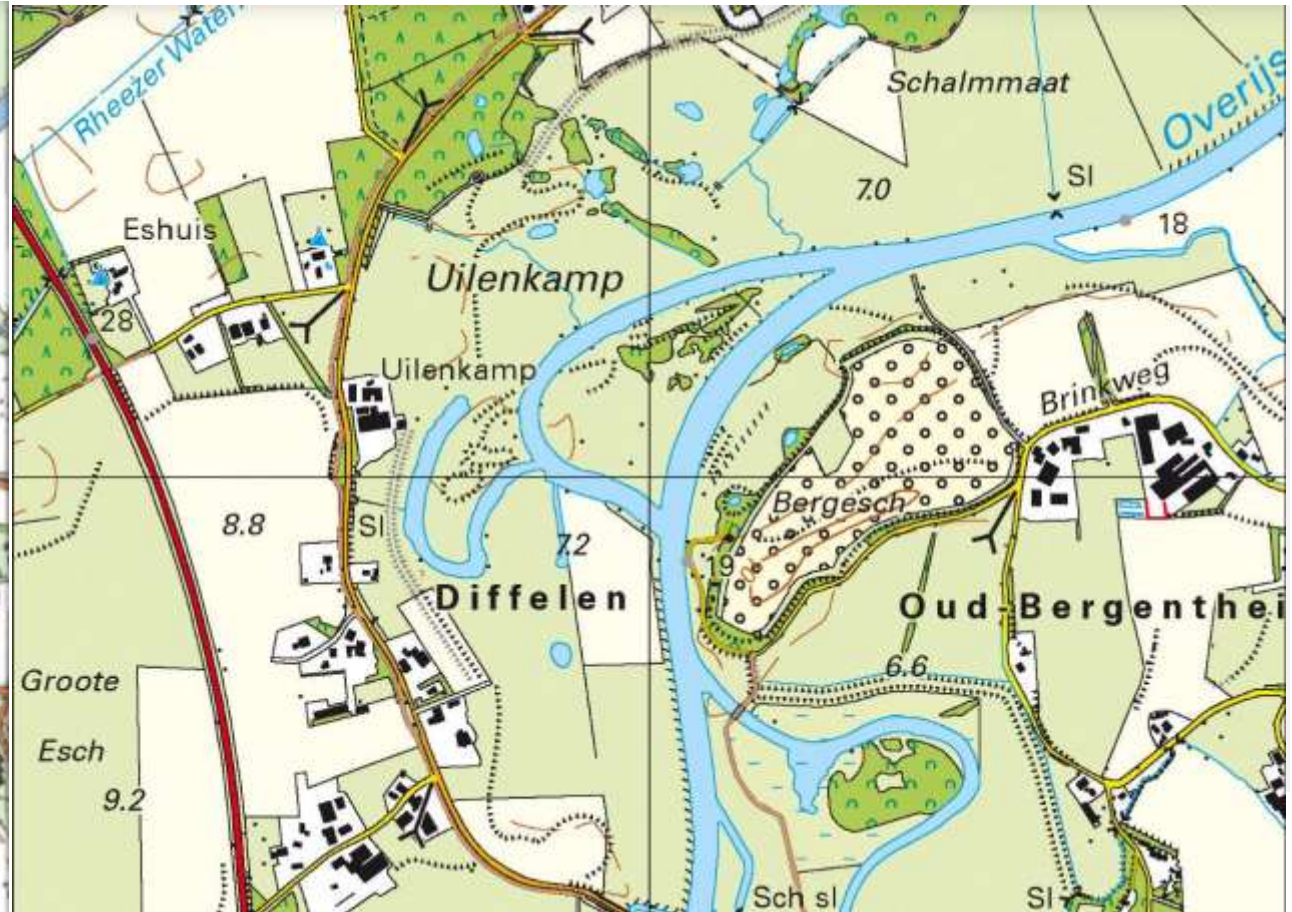 Rheezer Water
Schalmmaat
Overijs
7.0
Sl
18
Eshuis
Uilenkamp
28
Uilenkamp
Brinkweg
Bergesch
8.8
Sl
7.2
19
Diffelen
Oud-Bergenthei
6.6
Groote
Esch
9.2
Sch sl
Sl